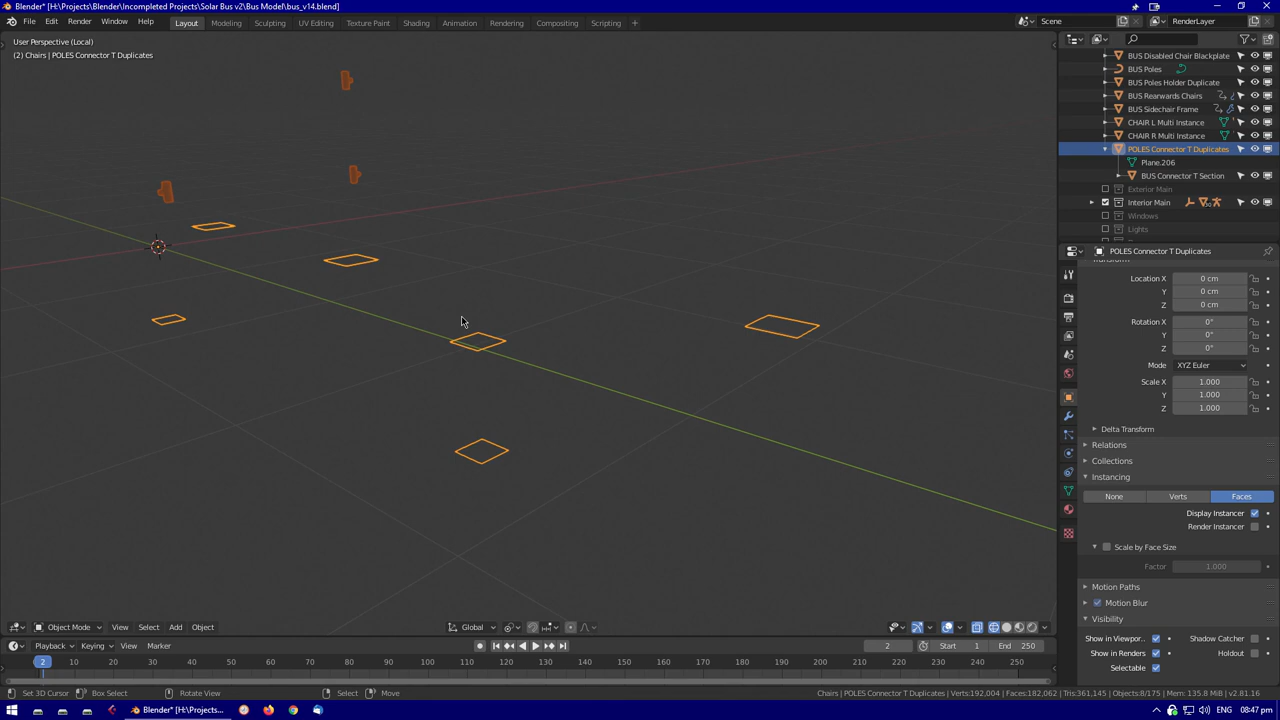 Blender* [H:\Projects\Blender\Incompleted Projects\Solar Bus v2\Bus Model\bus_v14.blend]
File Edit Render Window Help Layout Modeling Sculpting UV Editing Texture Paint Shading Animation Rendering Compositing Scripting + Scene RenderLayer
User Perspective (Local)
(2) Chairs | POLES Connector T Duplicates
BUS Disabled Chair Blackplate
BUS Poles
BUS Poles Holder Duplicate
BUS Rearwards Chairs
BUS Sidechair Frame
CHAIR L Multi Instance
CHAIR R Multi Instance
POLES Connector T Duplicates
Plane.206
BUS Connector T Section
Exterior Main
Interior Main
Windows
Lights
POLES Connector T Duplicates
Transform
Location X 0 cm
Y 0 cm
Z 0 cm
Rotation X 0°
Y 0°
Z 0°
Mode XYZ Euler
Scale X 1.000
Y 1.000
Z 1.000
Delta Transform
Relations
Collections
Instancing
None Verts Faces
Display Instancer
Render Instancer
Scale by Face Size
Factor 1.000
Motion Paths
Motion Blur
Visibility
Show in Viewpor.. Shadow Catcher
Show in Renders Holdout
Selectable
Object Mode View Select Add Object Global
Playback Keying View Marker 2 Start 1 End 250
2 10 20 30 40 50 60 70 80 90 100 110 120 130 140 150 160 170 180 190 200 210 220 230 240 250
Set 3D Cursor Box Select Rotate View Select Move Chairs | POLES Connector T Duplicates | Verts:192,004 | Faces:182,062 | Tris:361,145 | Objects:8/175 | Mem: 135.8 MB | v2.81.16
Blender* [H:\Projects... ENG 08:47 pm